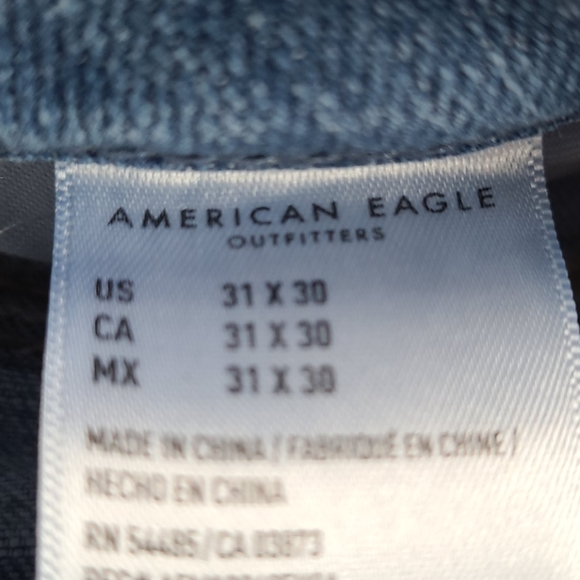 AMERICAN EAGLE
OUTFITTERS
US 31 X 30
CA 31 X 30
MX 31 X 30
MADE IN CHINA / FABRIQUÉ EN CHINE /
HECHO EN CHINA
RN 54485/CA 03873